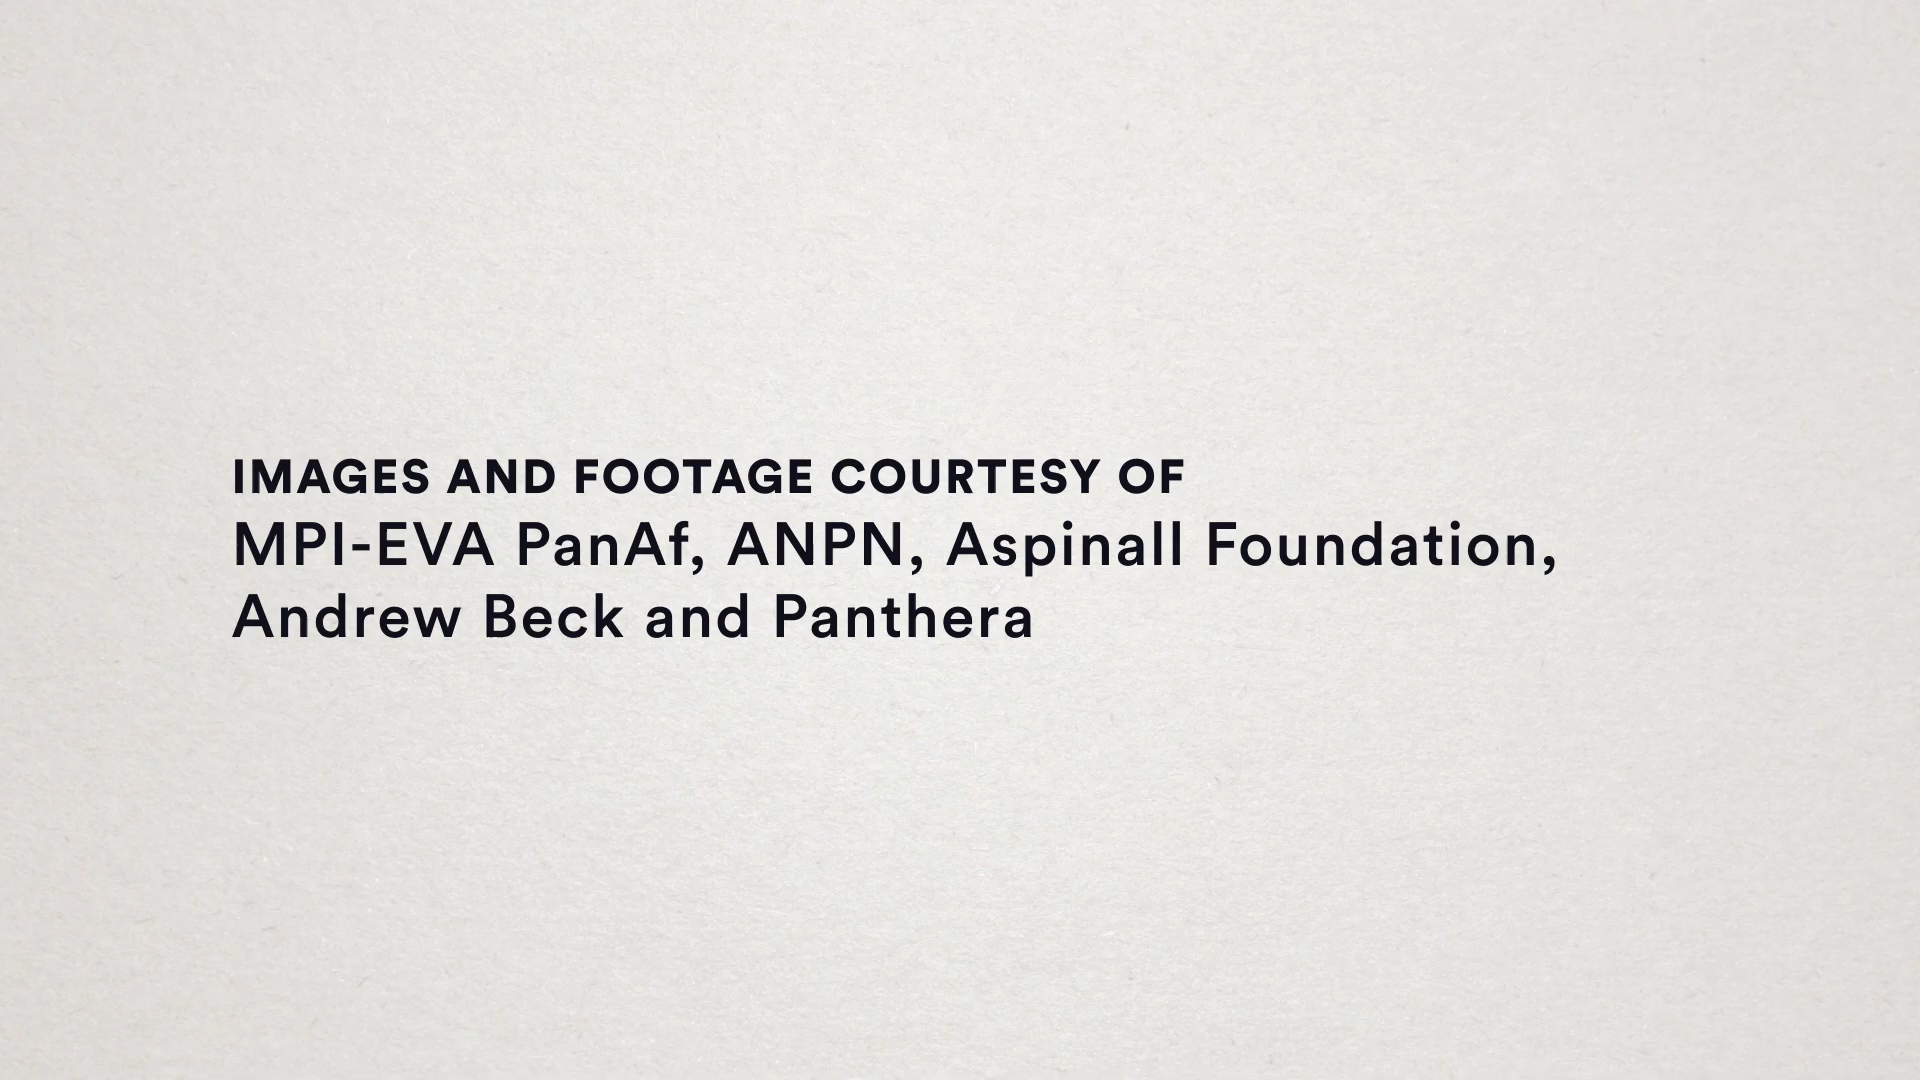 IMAGES AND FOOTAGE COURTESY OF
MPI-EVA PanAf, ANPN, Aspinall Foundation,
Andrew Beck and Panthera